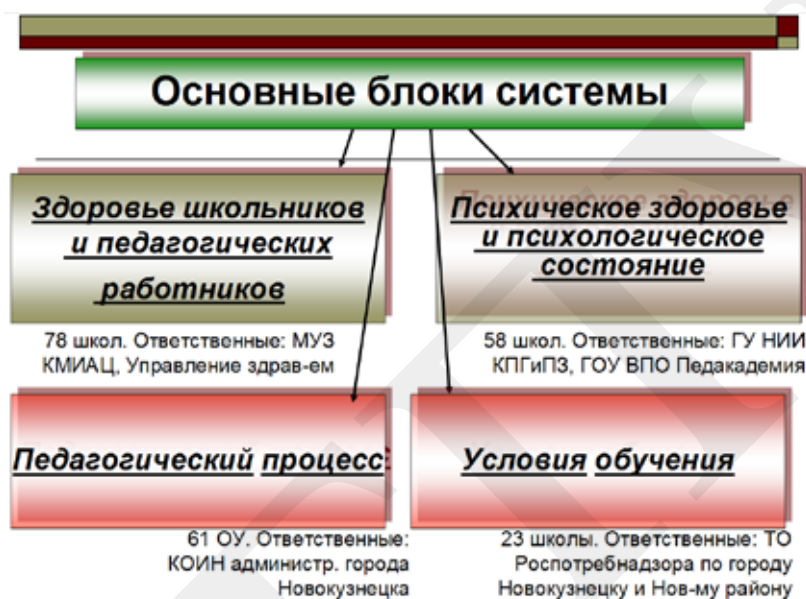 Основные блоки системы
Здоровье школьников
и педагогических
работников
78 школ. Ответственные: МУЗ
КМИАЦ, Управление здрав-ем
Психическое здоровье
Психическое здоровье
и психологическое
состояние
58 школ. Ответственные: ГУ НИИ
КПГиПЗ, ГОУ ВПО Педакадемия
Педагогический процесс
61 ОУ. Ответственные:
КОИН администр. города
Новокузнецка
Условия обучения
23 школы. Ответственные: ТО
Роспотребнадзора по городу
Новокузнецку и Нов-му району